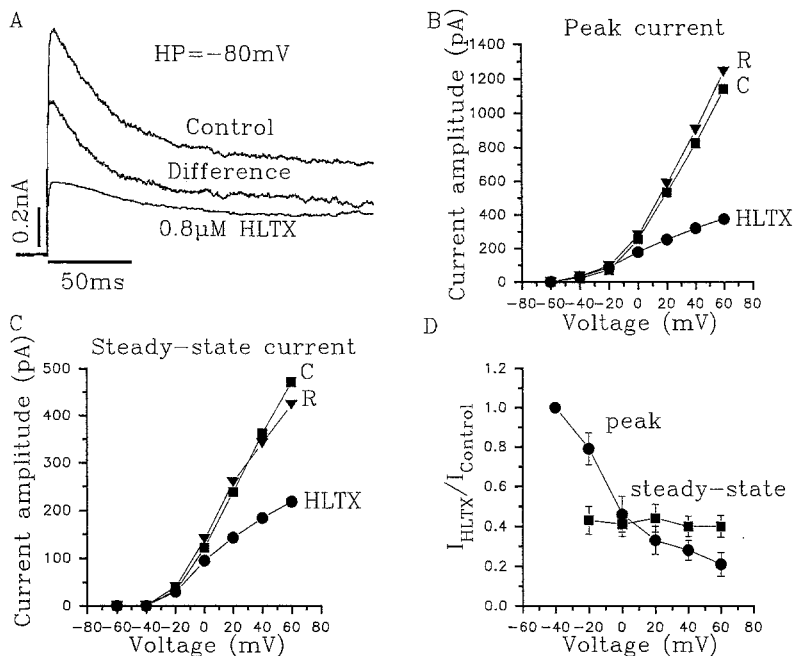 A
HP=−80mV
Control
Difference
0.8μM HLTX
0.2nA
50ms
B
Peak current
Current amplitude (pA)
1400
1200
1000
800
600
400
200
0
R
C
HLTX
−80−60−40−20 0 20 40 60 80
Voltage (mV)
C
Steady−state current
Current amplitude (pA)
500
400
300
200
100
0
C
R
HLTX
−80−60−40−20 0 20 40 60 80
Voltage (mV)
D
I_HLTX/I_Control
1.2
1.0
0.8
0.6
0.4
0.2
0.0
peak
steady−state
−60−40−20 0 20 40 60 80
Voltage (mV)